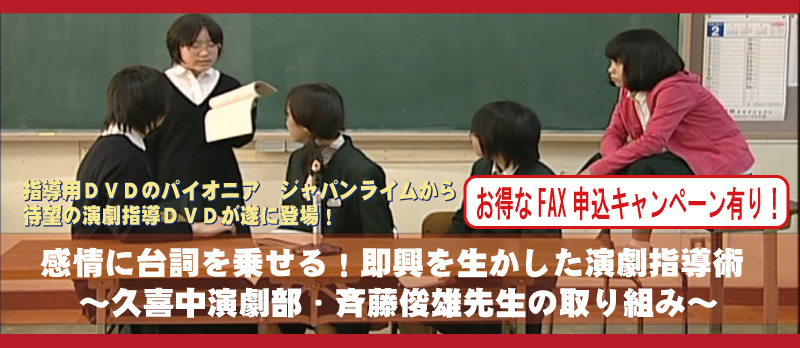 2
指導用DVDのパイオニア　ジャパンライムから
待望の演劇指導DVDが遂に登場！
お得なFAX申込キャンペーン有り！
感情に台詞を乗せる！即興を生かした演劇指導術
～久喜中演劇部・斉藤俊雄先生の取り組み～